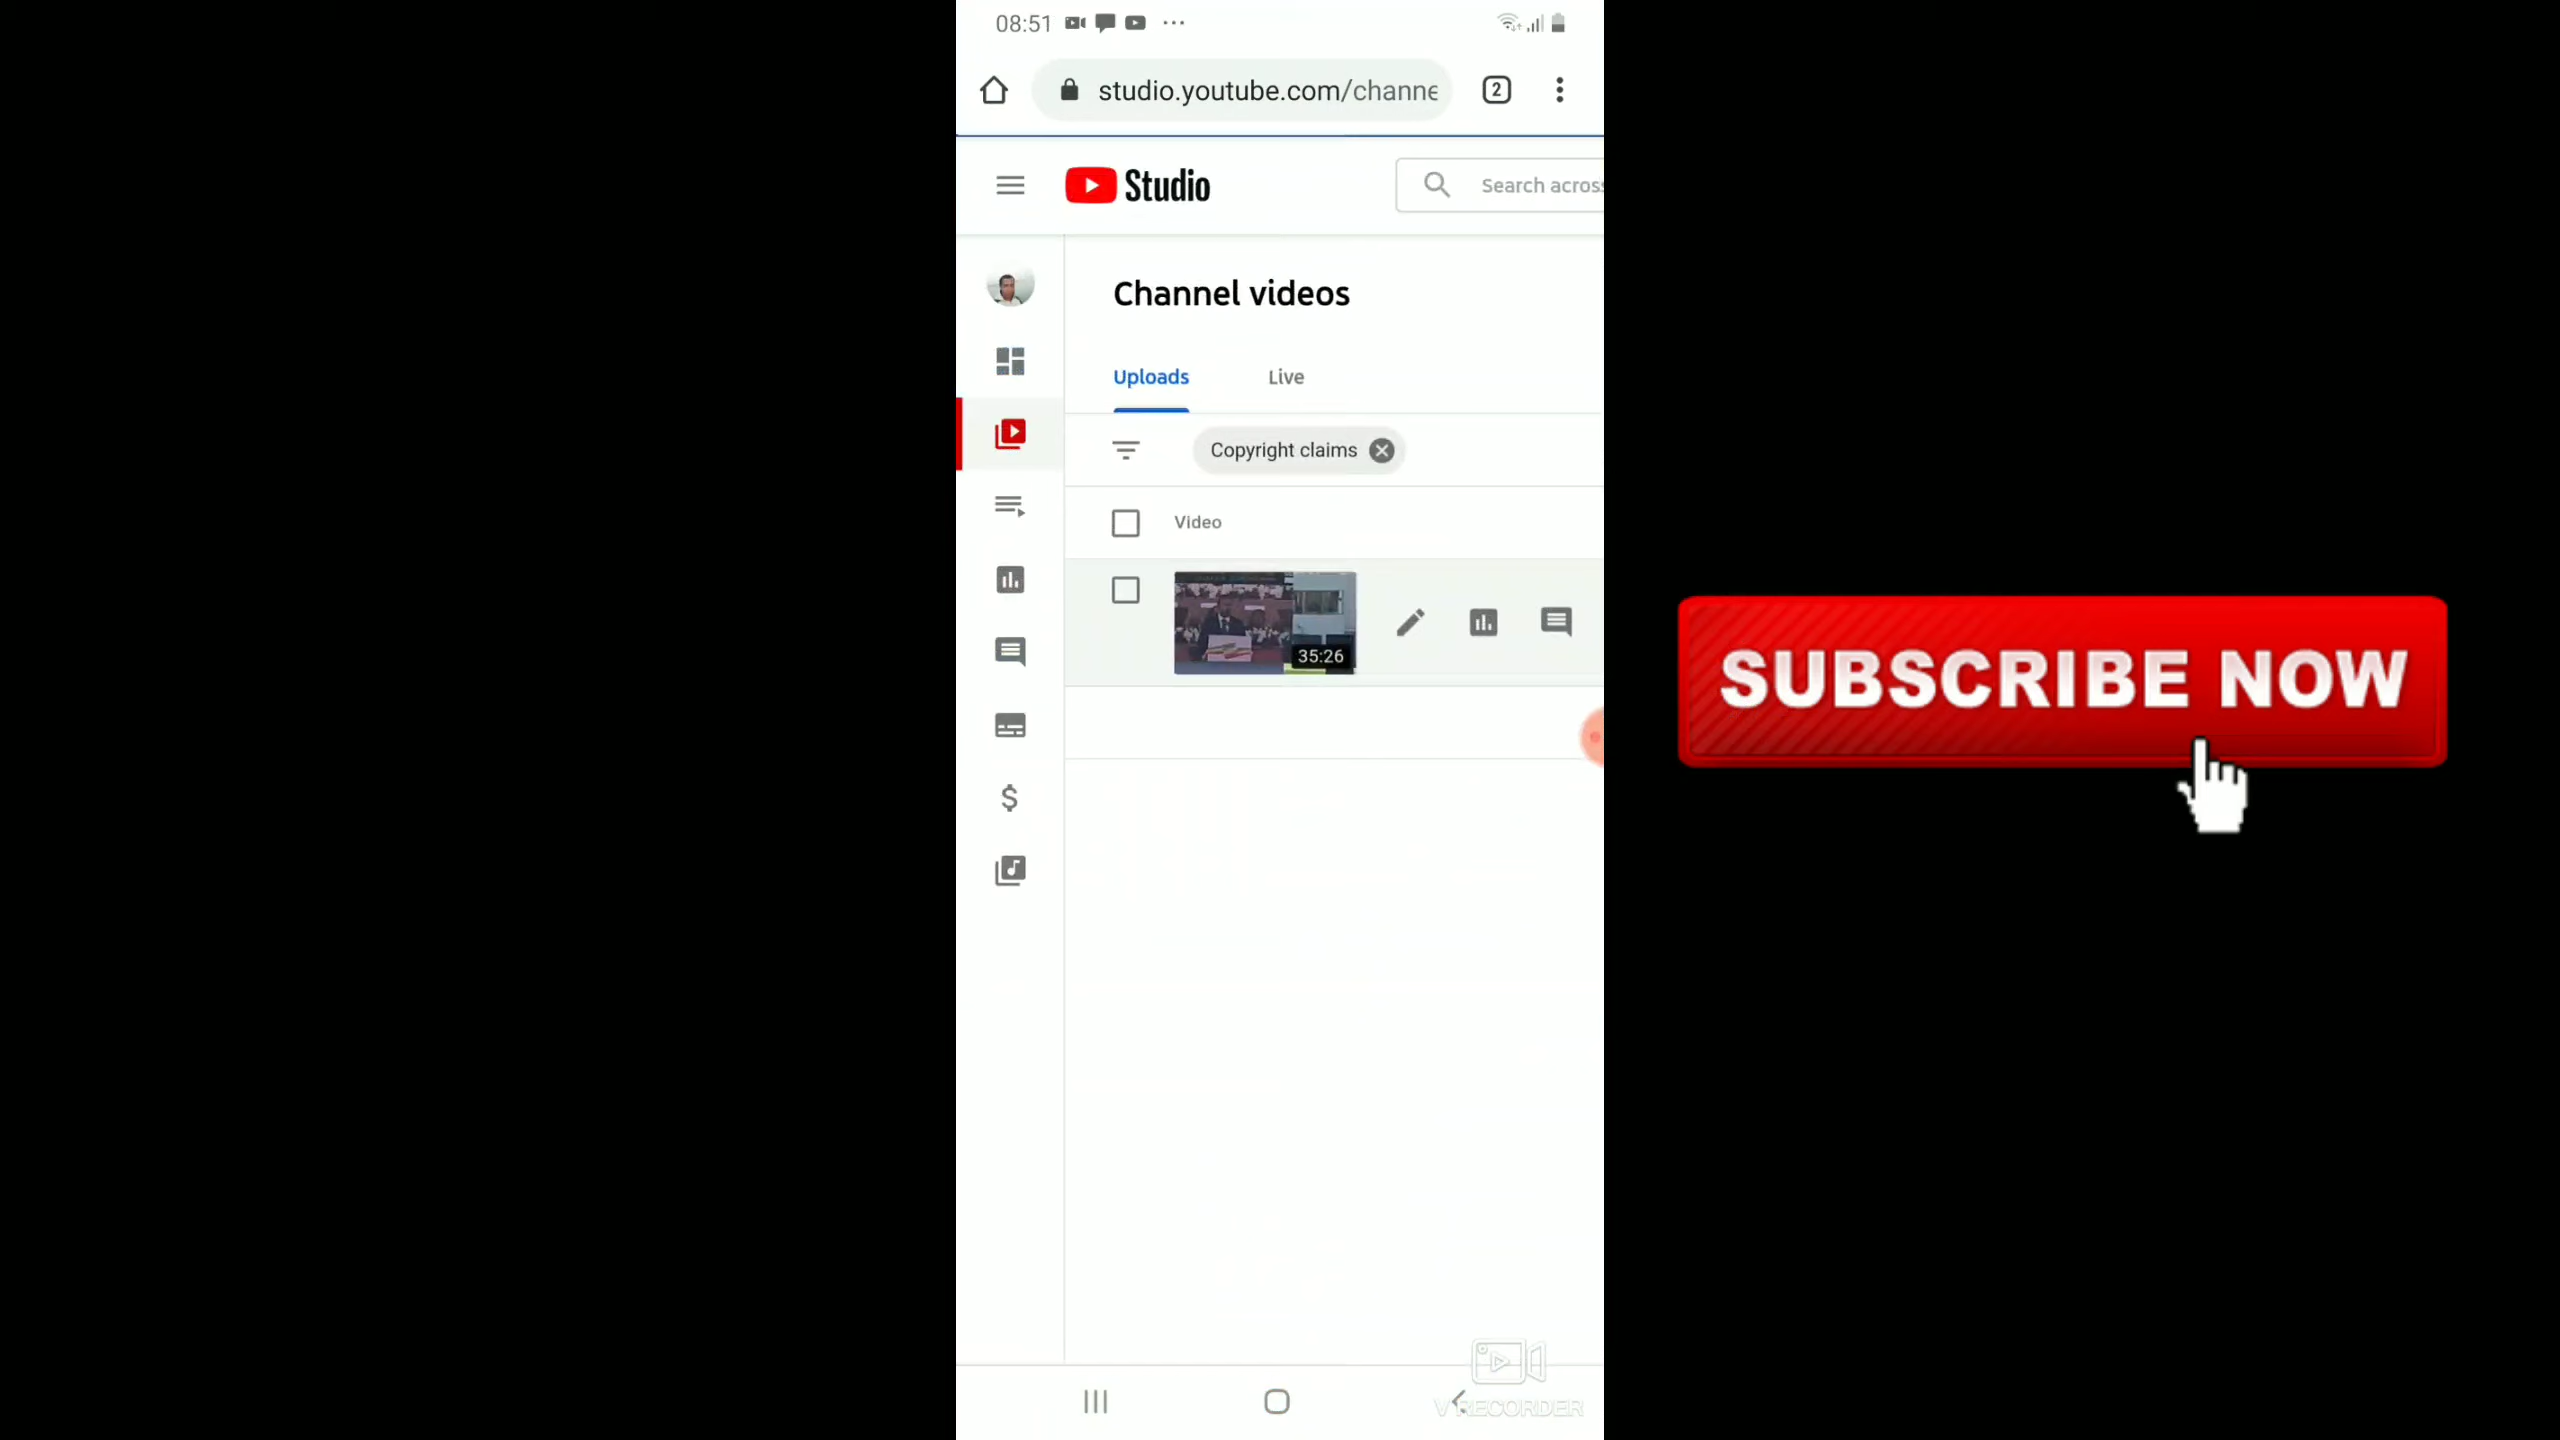 08:51
studio.youtube.com/channe
2
Studio
Search across
Channel videos
Uploads
Live
Copyright claims
Video
35:26
SUBSCRIBE NOW
V RECORDER